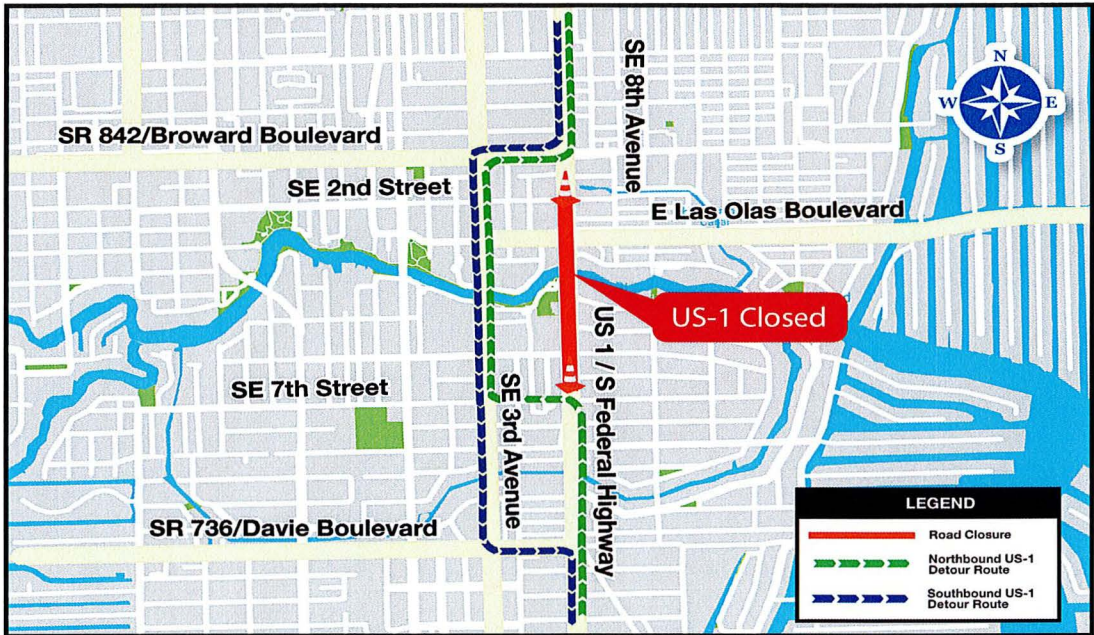 SE 8th Avenue
N
W
E
S
SR 842/Broward Boulevard
SE 2nd Street
E Las Olas Boulevard
US-1 Closed
US 1 / S Federal Highway
SE 7th Street
SE 3rd Avenue
SR 736/Davie Boulevard
LEGEND
Road Closure
Northbound US-1
Detour Route
Southbound US-1
Detour Route